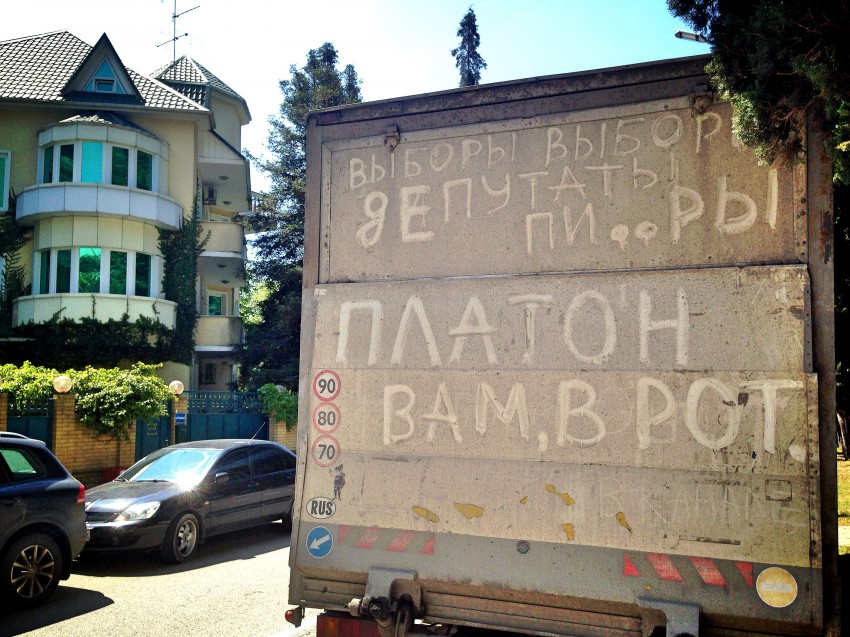 ВЫБОРЫ ВЫБОРЫ
ДЕПУТАТЫ
ПИ..РЫ
ПЛАТОН
ВАМ, В РОТ.
90
80
70
RUS